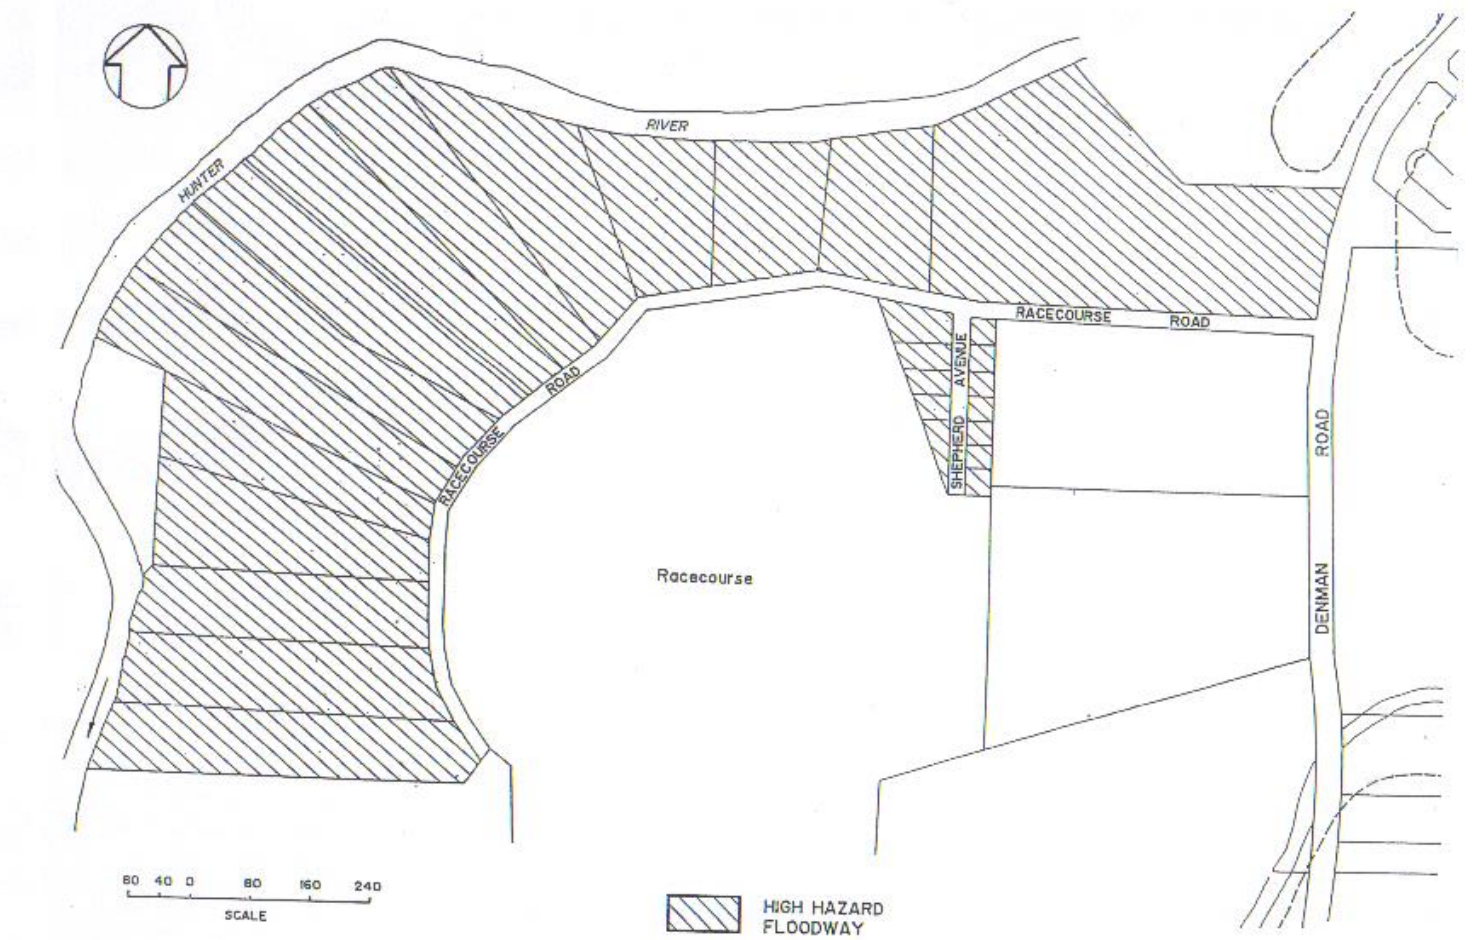 RIVER
HUNTER
RACECOURSE ROAD
SHEPHERD AVENUE
RACECOURSE ROAD
DENMAN ROAD
Racecourse
80 40 0 80 160 240
SCALE
HIGH HAZARD
FLOODWAY